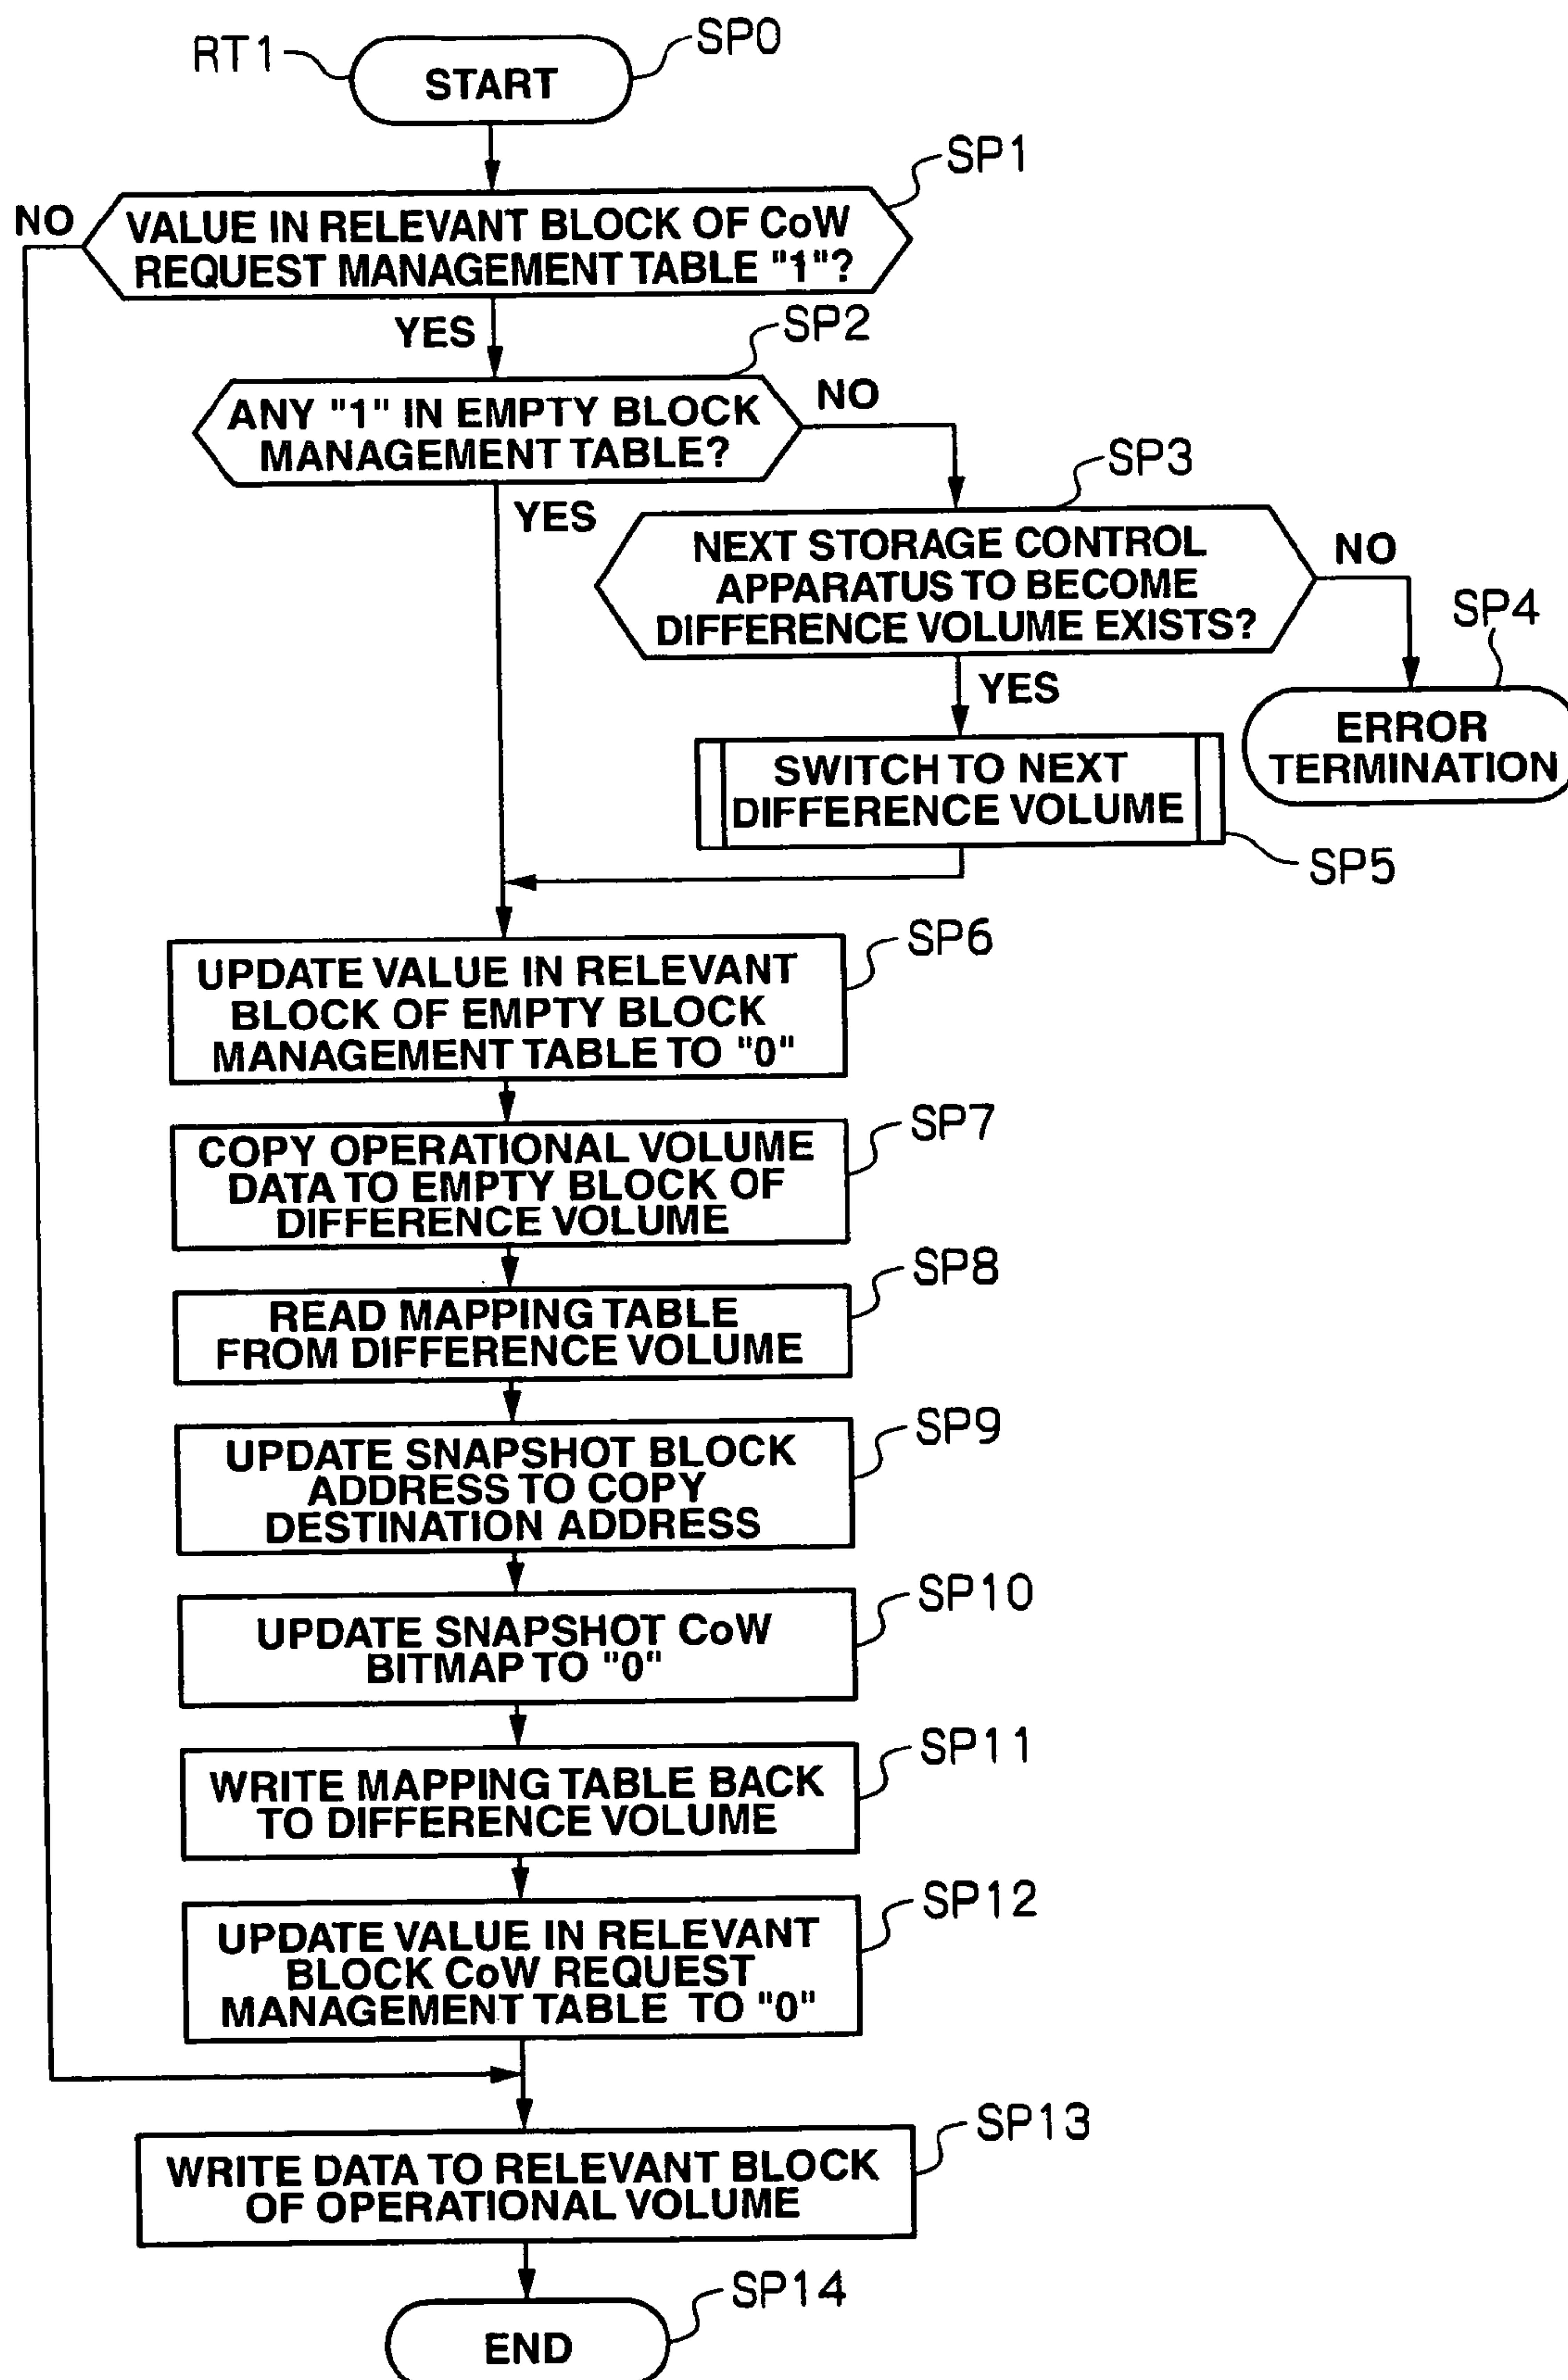 RT1
SP0
START
SP1
NO
VALUE IN RELEVANT BLOCK OF CoW
REQUEST MANAGEMENT TABLE "1"?
YES
SP2
ANY "1" IN EMPTY BLOCK
MANAGEMENT TABLE?
NO
YES
SP3
NEXT STORAGE CONTROL
APPARATUS TO BECOME
DIFFERENCE VOLUME EXISTS?
NO
SP4
YES
ERROR
TERMINATION
SWITCH TO NEXT
DIFFERENCE VOLUME
SP5
SP6
UPDATE VALUE IN RELEVANT
BLOCK OF EMPTY BLOCK
MANAGEMENT TABLE TO "0"
SP7
COPY OPERATIONAL VOLUME
DATA TO EMPTY BLOCK OF
DIFFERENCE VOLUME
SP8
READ MAPPING TABLE
FROM DIFFERENCE VOLUME
SP9
UPDATE SNAPSHOT BLOCK
ADDRESS TO COPY
DESTINATION ADDRESS
SP10
UPDATE SNAPSHOT CoW
BITMAP TO "0"
SP11
WRITE MAPPING TABLE BACK
TO DIFFERENCE VOLUME
SP12
UPDATE VALUE IN RELEVANT
BLOCK CoW REQUEST
MANAGEMENT TABLE TO "0"
SP13
WRITE DATA TO RELEVANT BLOCK
OF OPERATIONAL VOLUME
SP14
END